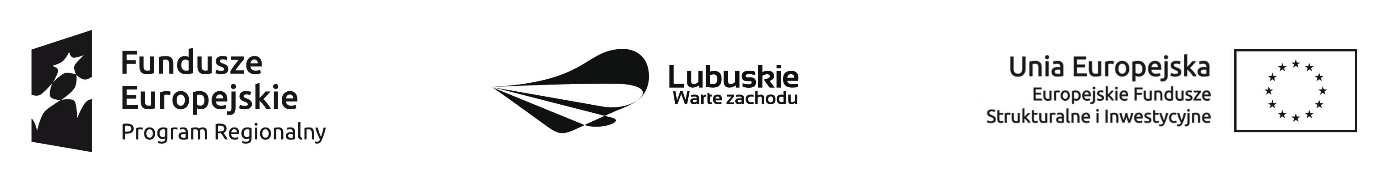 Fundusze
Europejskie
Program Regionalny
Lubuskie
Warte zachodu
Unia Europejska
Europejskie Fundusze
Strukturalne i Inwestycyjne